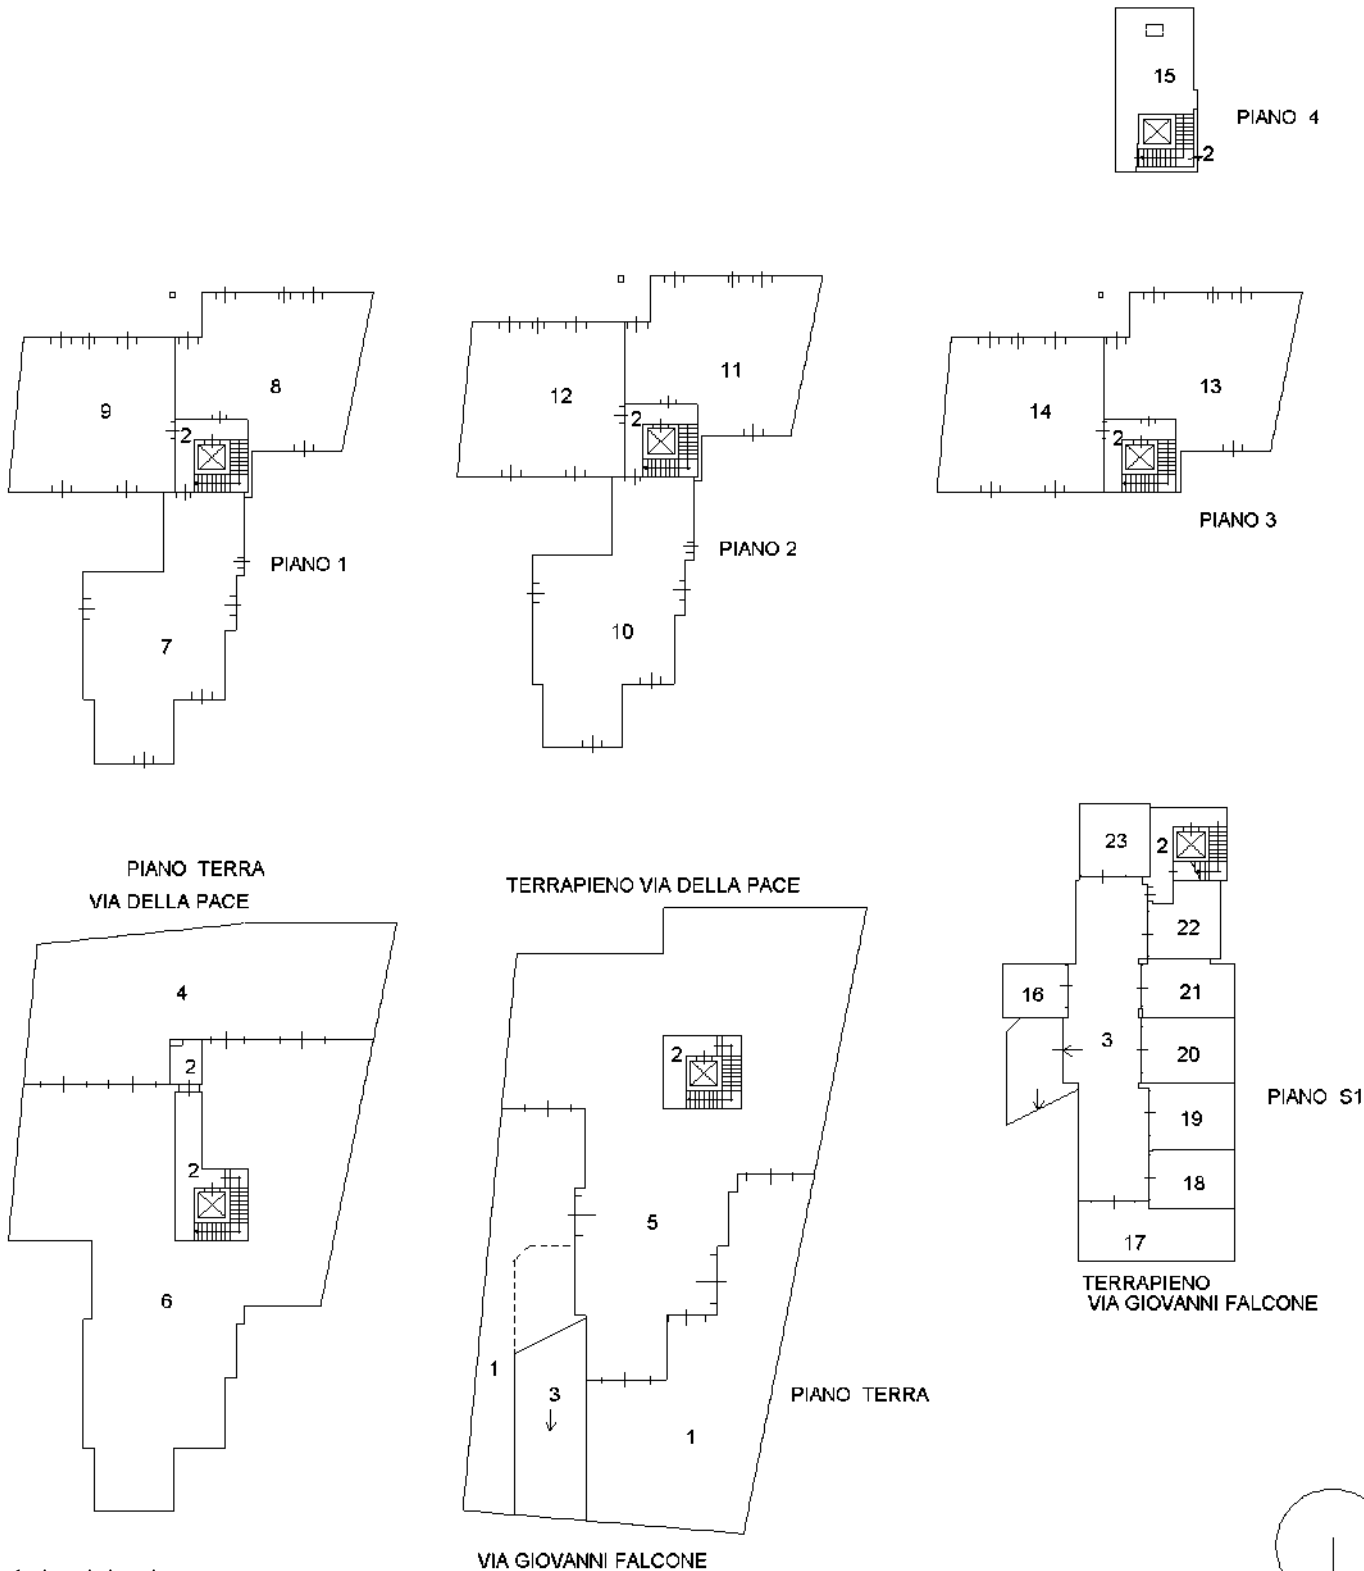 15
PIANO 4
2
8
9
2
7
PIANO 1
11
12
2
10
PIANO 2
13
14
2
PIANO 3
PIANO TERRA
VIA DELLA PACE
4
2
2
6
TERRAPIENO VIA DELLA PACE
2
5
1
3
1
PIANO TERRA
VIA GIOVANNI FALCONE
23
2
22
16
21
3
20
19
18
17
PIANO S1
TERRAPIENO
VIA GIOVANNI FALCONE